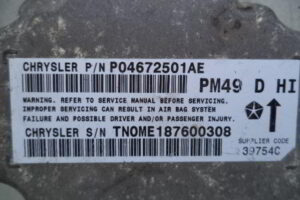 CHRYSLER P/N P04672501AE
PM49 D HI
WARNING. REFER TO SERVICE MANUAL BEFORE SERVICING.
IMPROPER SERVICING CAN RESULT IN AIR BAG SYSTEM
FAILURE AND POSSIBLE DRIVER AND/OR PASSENGER INJURY.
CHRYSLER S/N TNOME187600308
SUPPLIER CODE
39754C